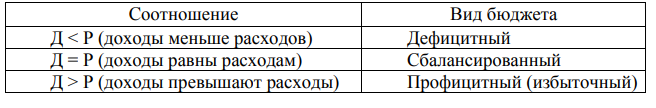 Соотношение Вид бюджета
Д < Р (доходы меньше расходов) Дефицитный
Д = Р (доходы равны расходам) Сбалансированный
Д > Р (доходы превышают расходы) Профицитный (избыточный)